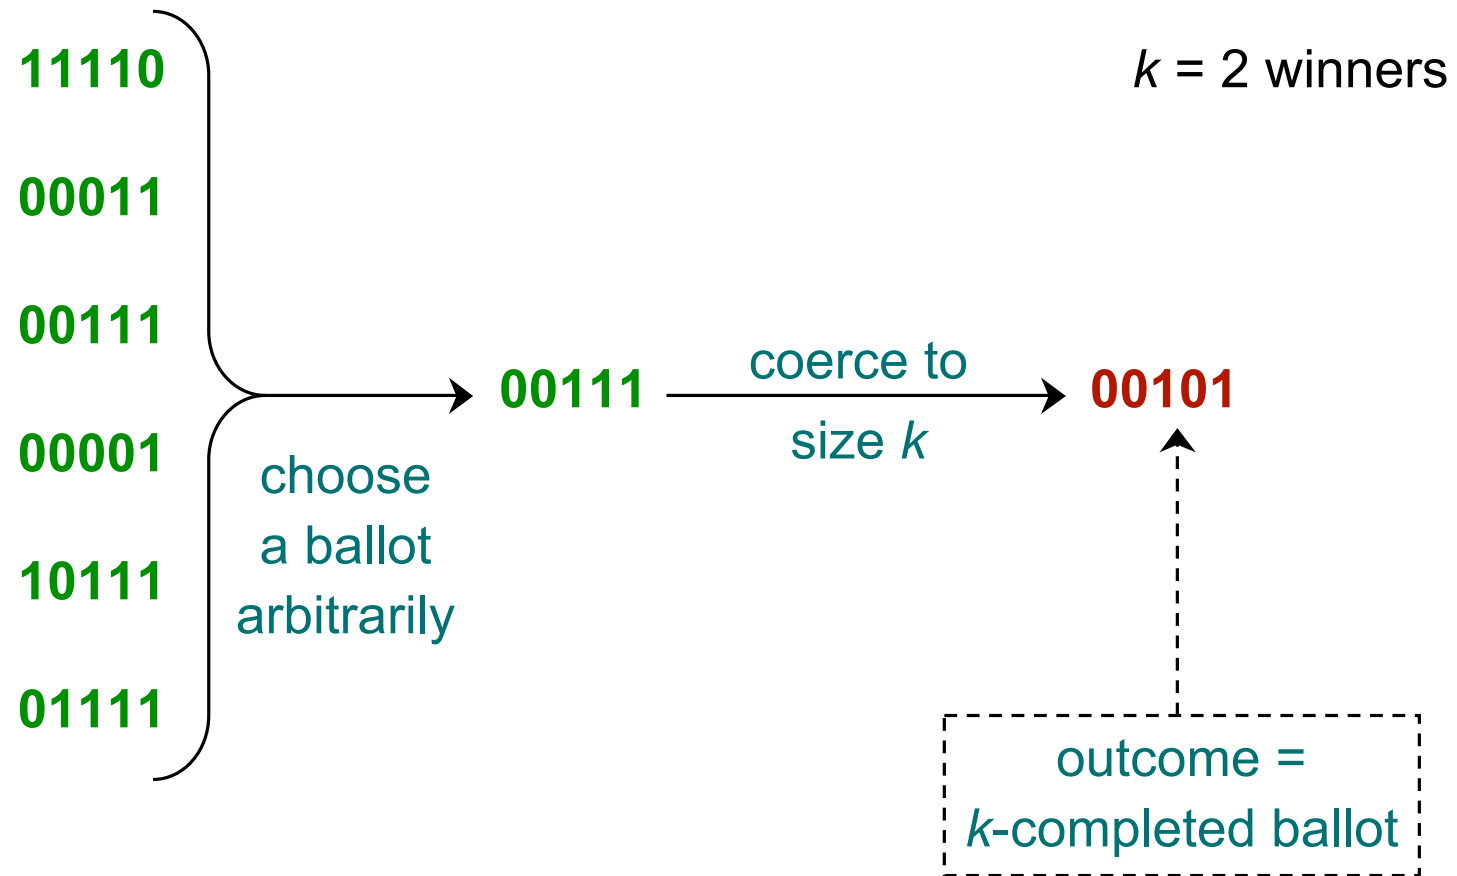 11110
k = 2 winners
00011
00111
00001
10111
01111
choose
a ballot
arbitrarily
00111
coerce to
size k
00101
outcome =
k-completed ballot